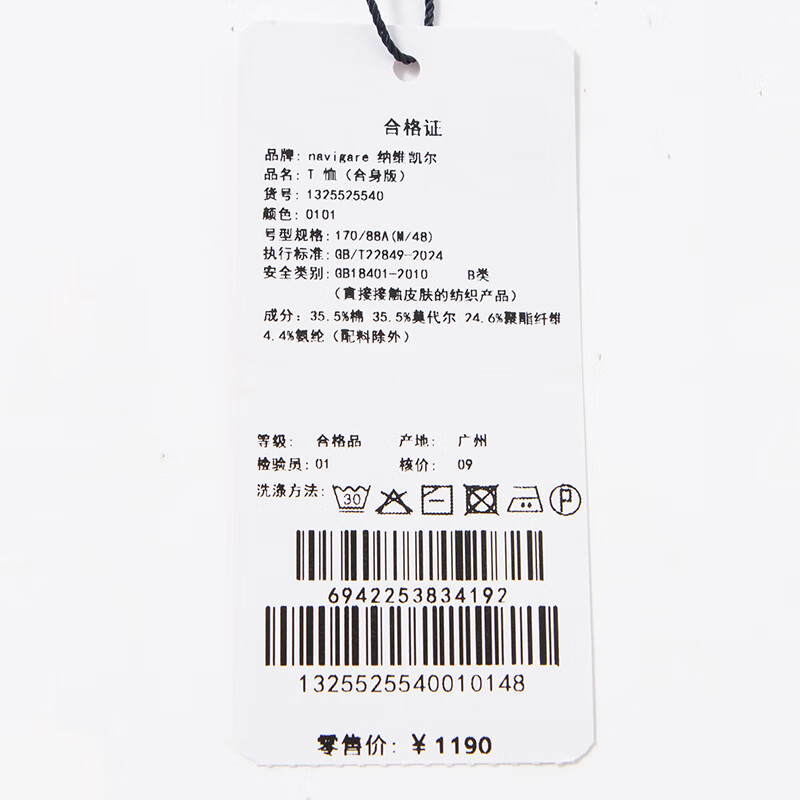 合格证
品牌: navigare 纳维凯尔
品名: T 恤（合身版）
货号: 1325525540
颜色: 0101
号型规格: 170/88A(M/48)
执行标准: GB/T22849-2024
安全类别: GB18401-2010 B类
（直接接触皮肤的纺织产品）
成分: 35.5%棉 35.5%莫代尔 24.6%聚酯纤维
4.4%氨纶（配料除外）
等级: 合格品 产地: 广州
检验员: 01 核价: 09
洗涤方法: 30 P
6942253834192
1325525540010148
零售价: ¥1190